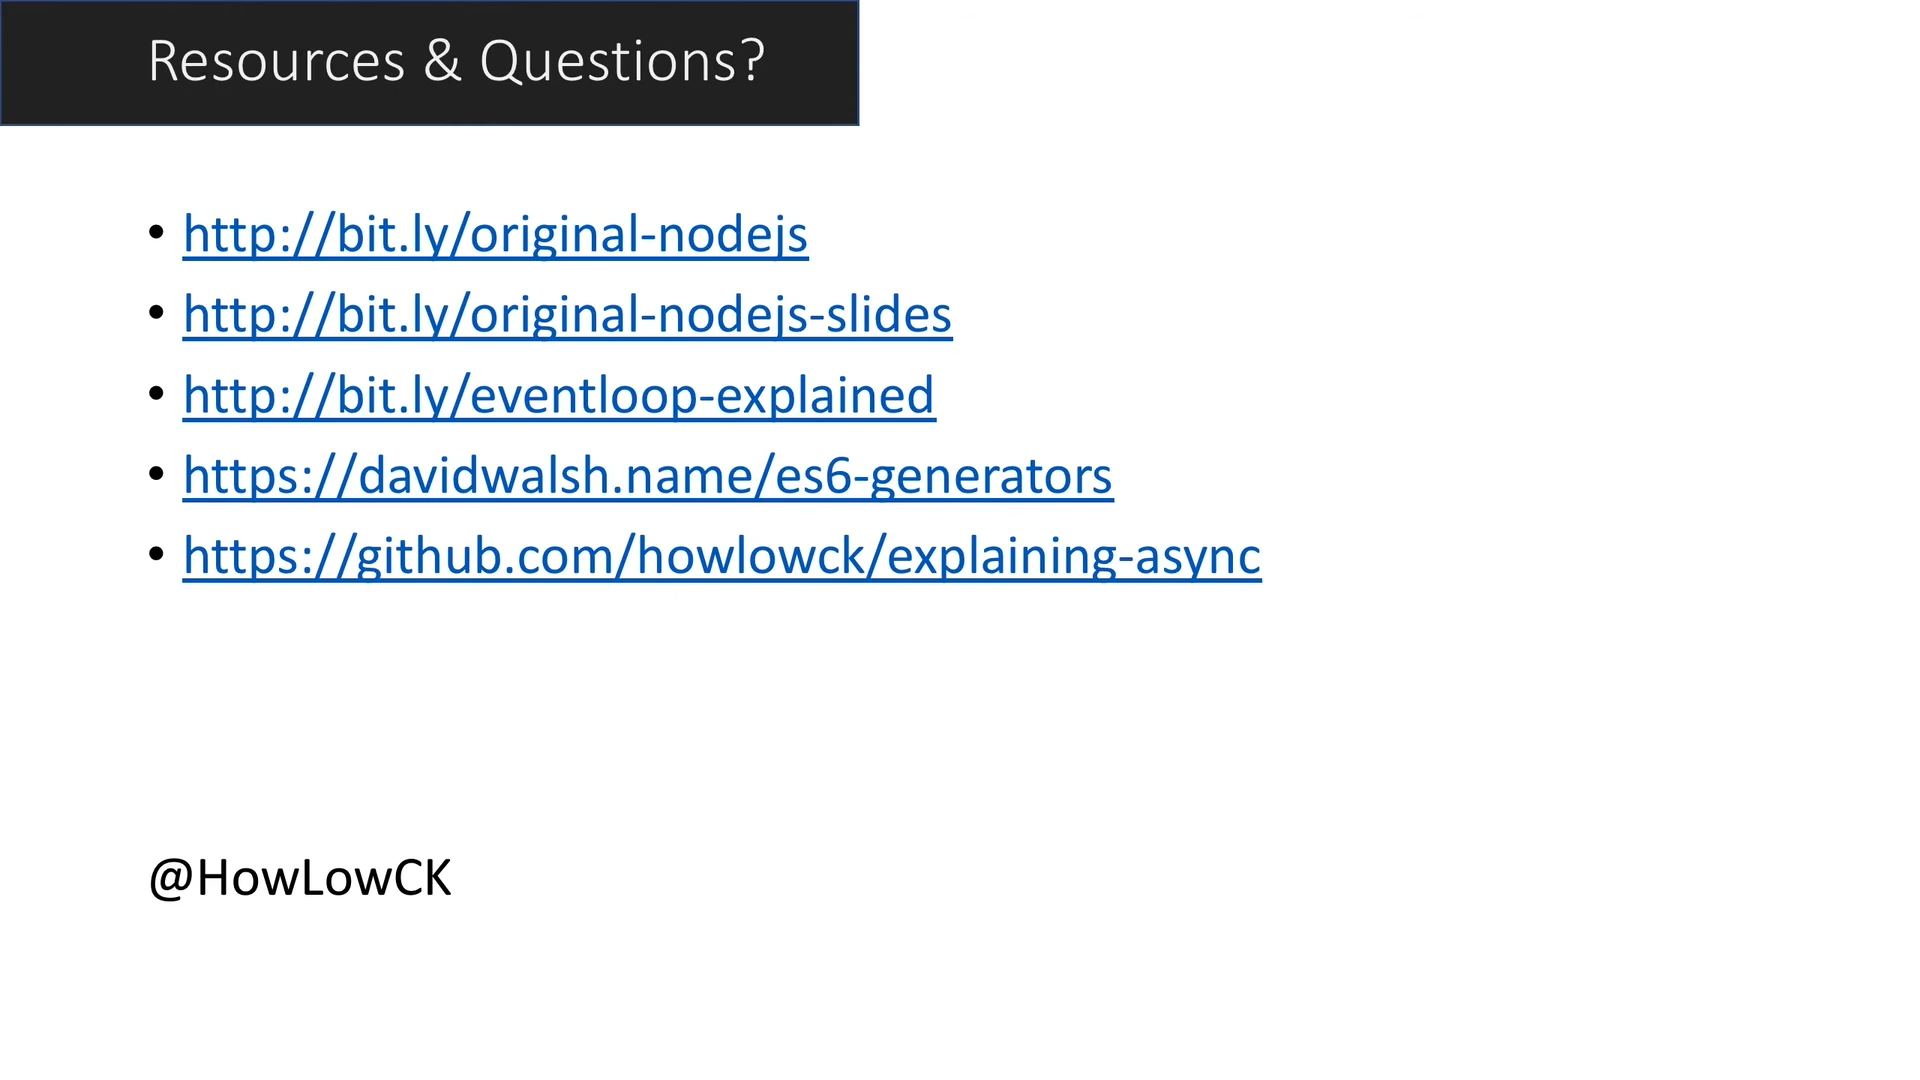 Resources & Questions?
• http://bit.ly/original-nodejs
• http://bit.ly/original-nodejs-slides
• http://bit.ly/eventloop-explained
• https://davidwalsh.name/es6-generators
• https://github.com/howlowck/explaining-async
@HowLowCK